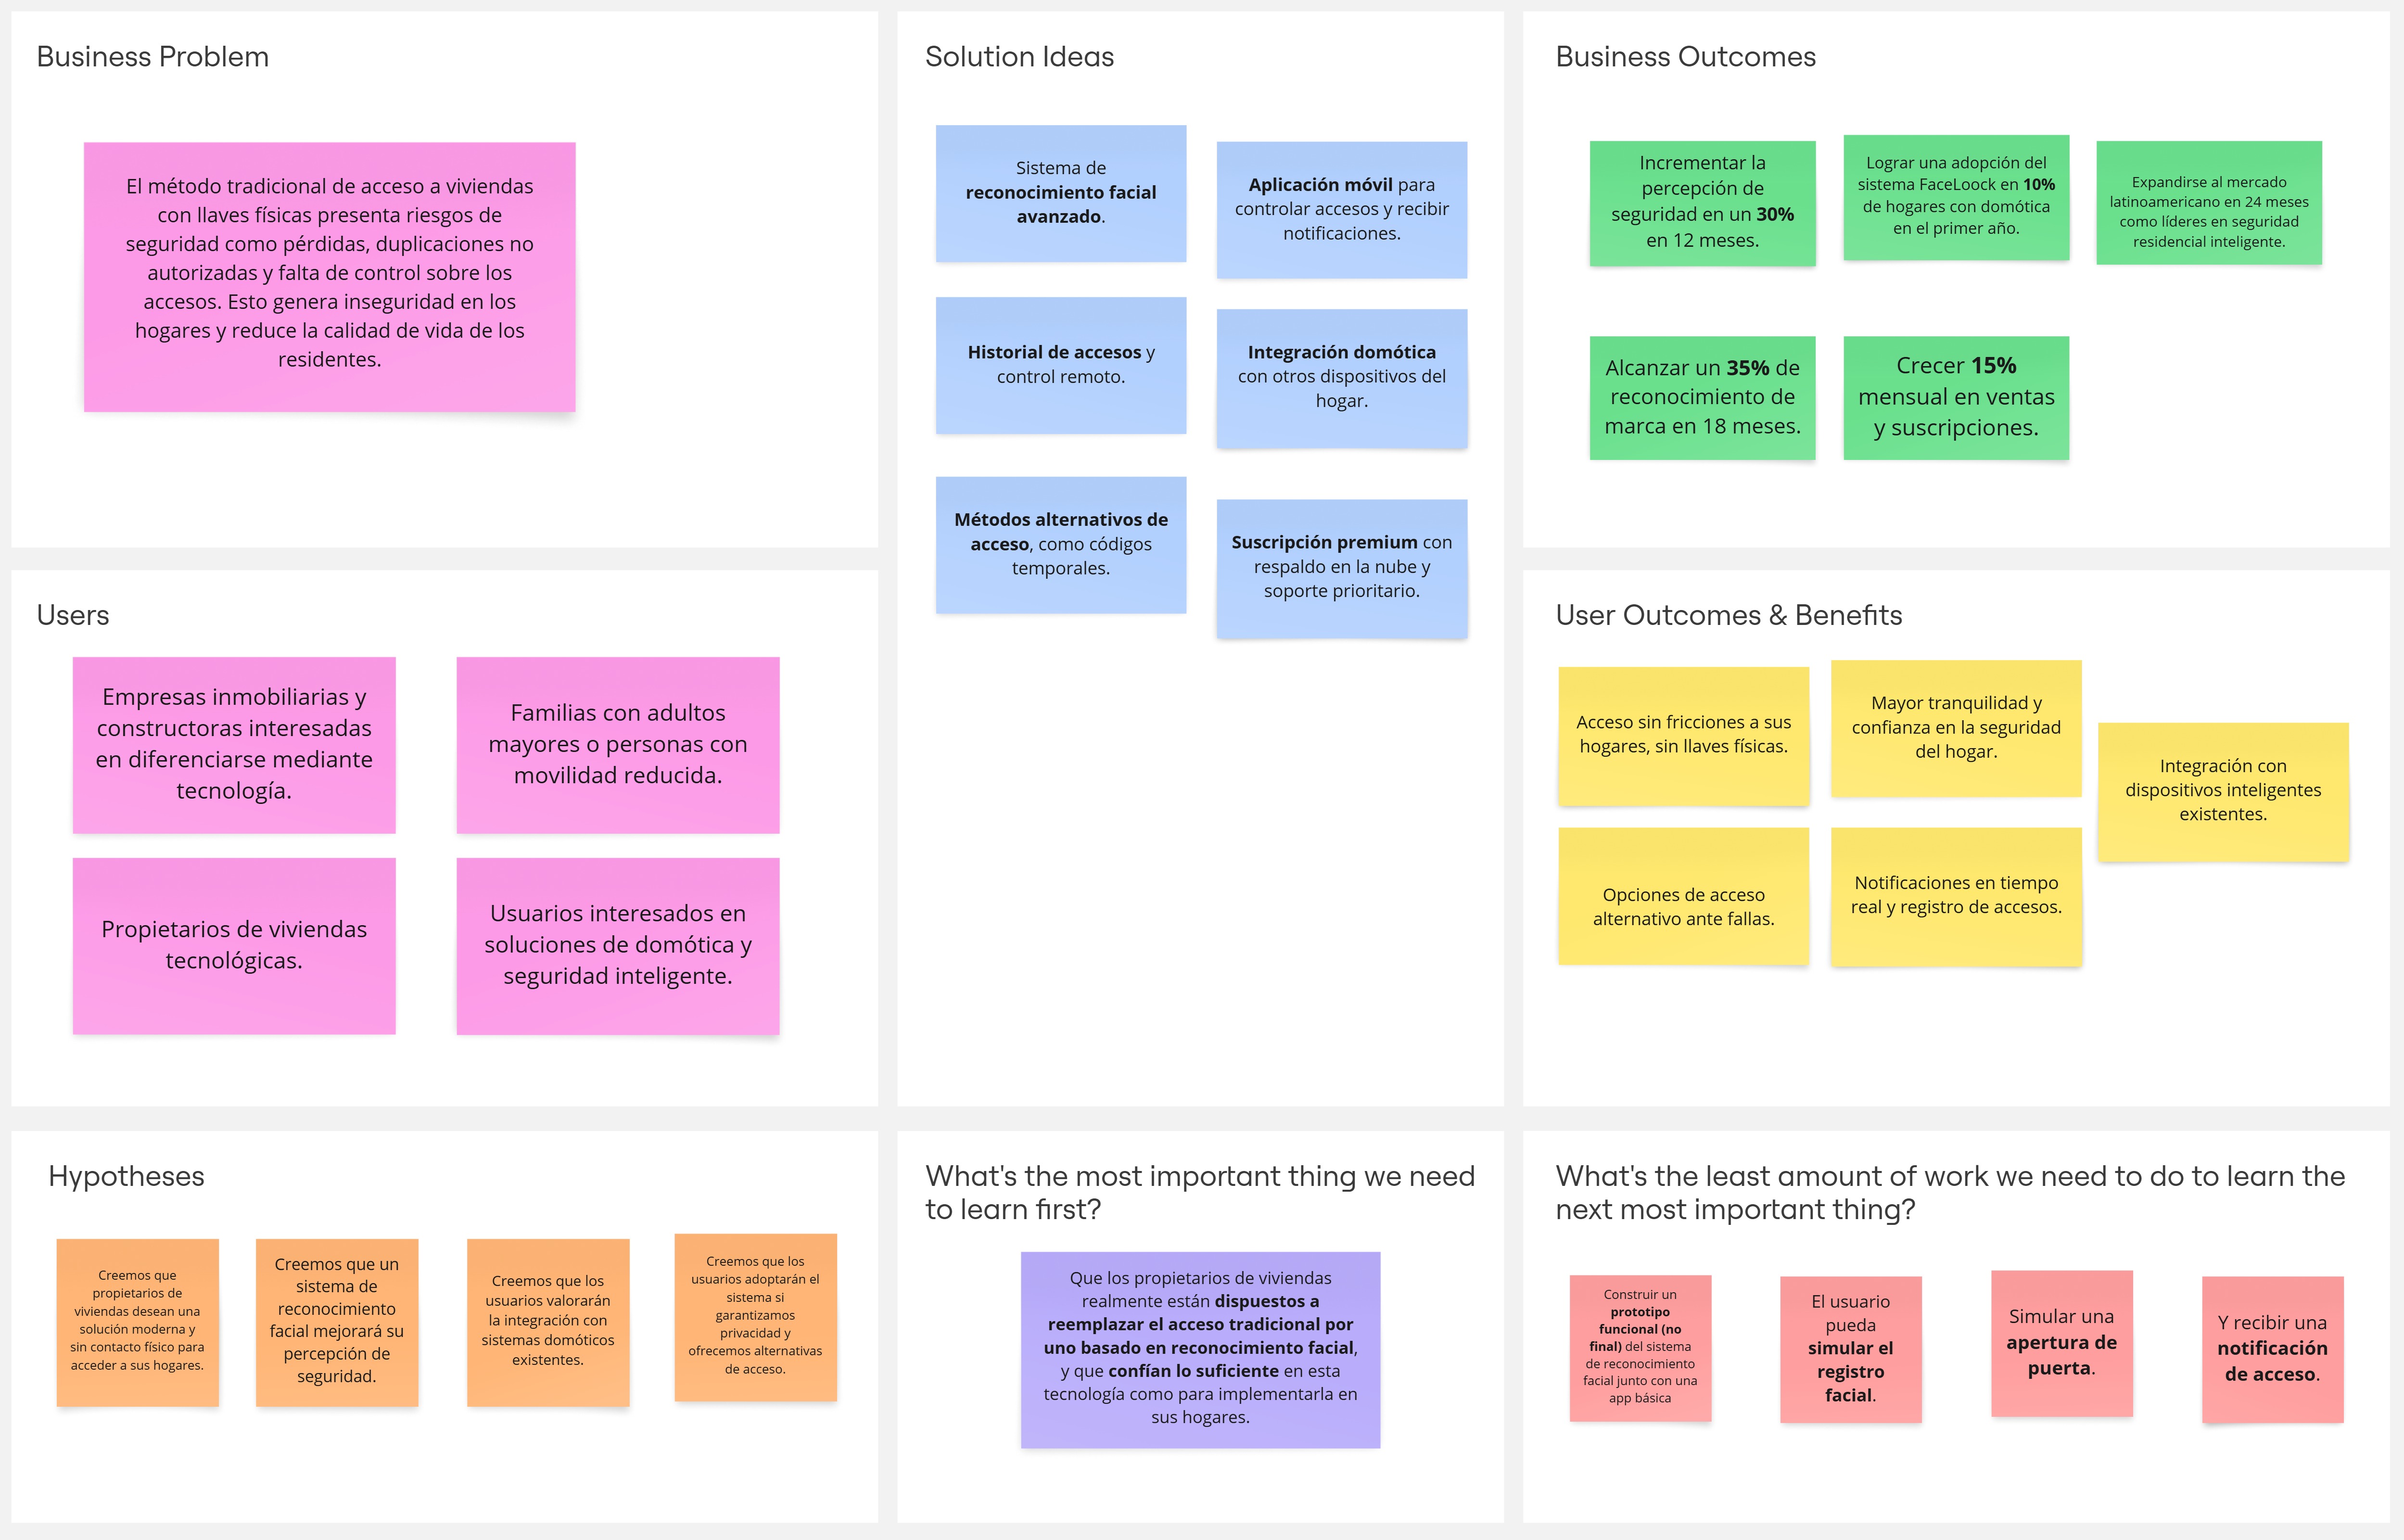 Business Problem
El método tradicional de acceso a viviendas
con llaves físicas presenta riesgos de
seguridad como pérdidas, duplicaciones no
autorizadas y falta de control sobre los
accesos. Esto genera inseguridad en los
hogares y reduce la calidad de vida de los
residentes.
Solution Ideas
Sistema de
reconocimiento facial
avanzado.
Aplicación móvil para
controlar accesos y recibir
notificaciones.
Historial de accesos y
control remoto.
Integración domótica
con otros dispositivos del
hogar.
Métodos alternativos de
acceso, como códigos
temporales.
Suscripción premium con
respaldo en la nube y
soporte prioritario.
Business Outcomes
Incrementar la
percepción de
seguridad en un 30%
en 12 meses.
Lograr una adopción del
sistema FaceLoock en 10%
de hogares con domótica
en el primer año.
Expandirse al mercado
latinoamericano en 24 meses
como líderes en seguridad
residencial inteligente.
Alcanzar un 35% de
reconocimiento de
marca en 18 meses.
Crecer 15%
mensual en ventas
y suscripciones.
Users
Empresas inmobiliarias y
constructoras interesadas
en diferenciarse mediante
tecnología.
Familias con adultos
mayores o personas con
movilidad reducida.
Propietarios de viviendas
tecnológicas.
Usuarios interesados en
soluciones de domótica y
seguridad inteligente.
User Outcomes & Benefits
Acceso sin fricciones a sus
hogares, sin llaves físicas.
Mayor tranquilidad y
confianza en la seguridad
del hogar.
Integración con
dispositivos inteligentes
existentes.
Opciones de acceso
alternativo ante fallas.
Notificaciones en tiempo
real y registro de accesos.
Hypotheses
Creemos que
propietarios de
viviendas desean una
solución moderna y
sin contacto físico para
acceder a sus hogares.
Creemos que un
sistema de
reconocimiento
facial mejorará su
percepción de
seguridad.
Creemos que los
usuarios valorarán
la integración con
sistemas domóticos
existentes.
Creemos que los
usuarios adoptarán el
sistema si
garantizamos
privacidad y
ofrecemos alternativas
de acceso.
What's the most important thing we need
to learn first?
Que los propietarios de viviendas
realmente están dispuestos a
reemplazar el acceso tradicional por
uno basado en reconocimiento facial,
y que confían lo suficiente en esta
tecnología como para implementarla en
sus hogares.
What's the least amount of work we need to do to learn the
next most important thing?
Construir un
prototipo
funcional (no
final) del sistema
de reconocimiento
facial junto con una
app básica
El usuario
pueda
simular el
registro
facial.
Simular una
apertura de
puerta.
Y recibir una
notificación
de acceso.